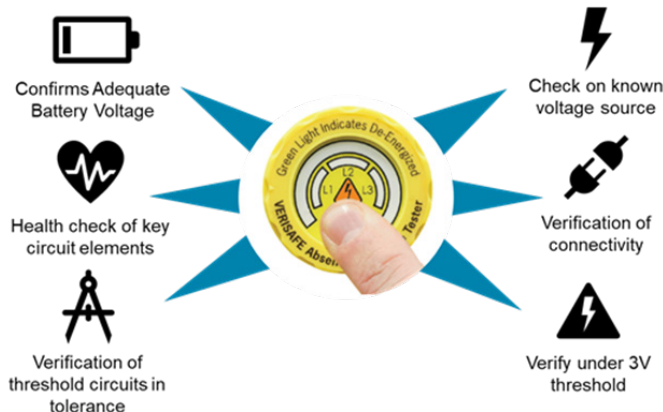 Confirms Adequate
Battery Voltage
Check on known
voltage source
Green Light Indicates De-Energized
L1
L2
L3
VERISAFE Absen
Tester
Health check of key
circuit elements
Verification of
connectivity
Verification of
threshold circuits in
tolerance
Verify under 3V
threshold